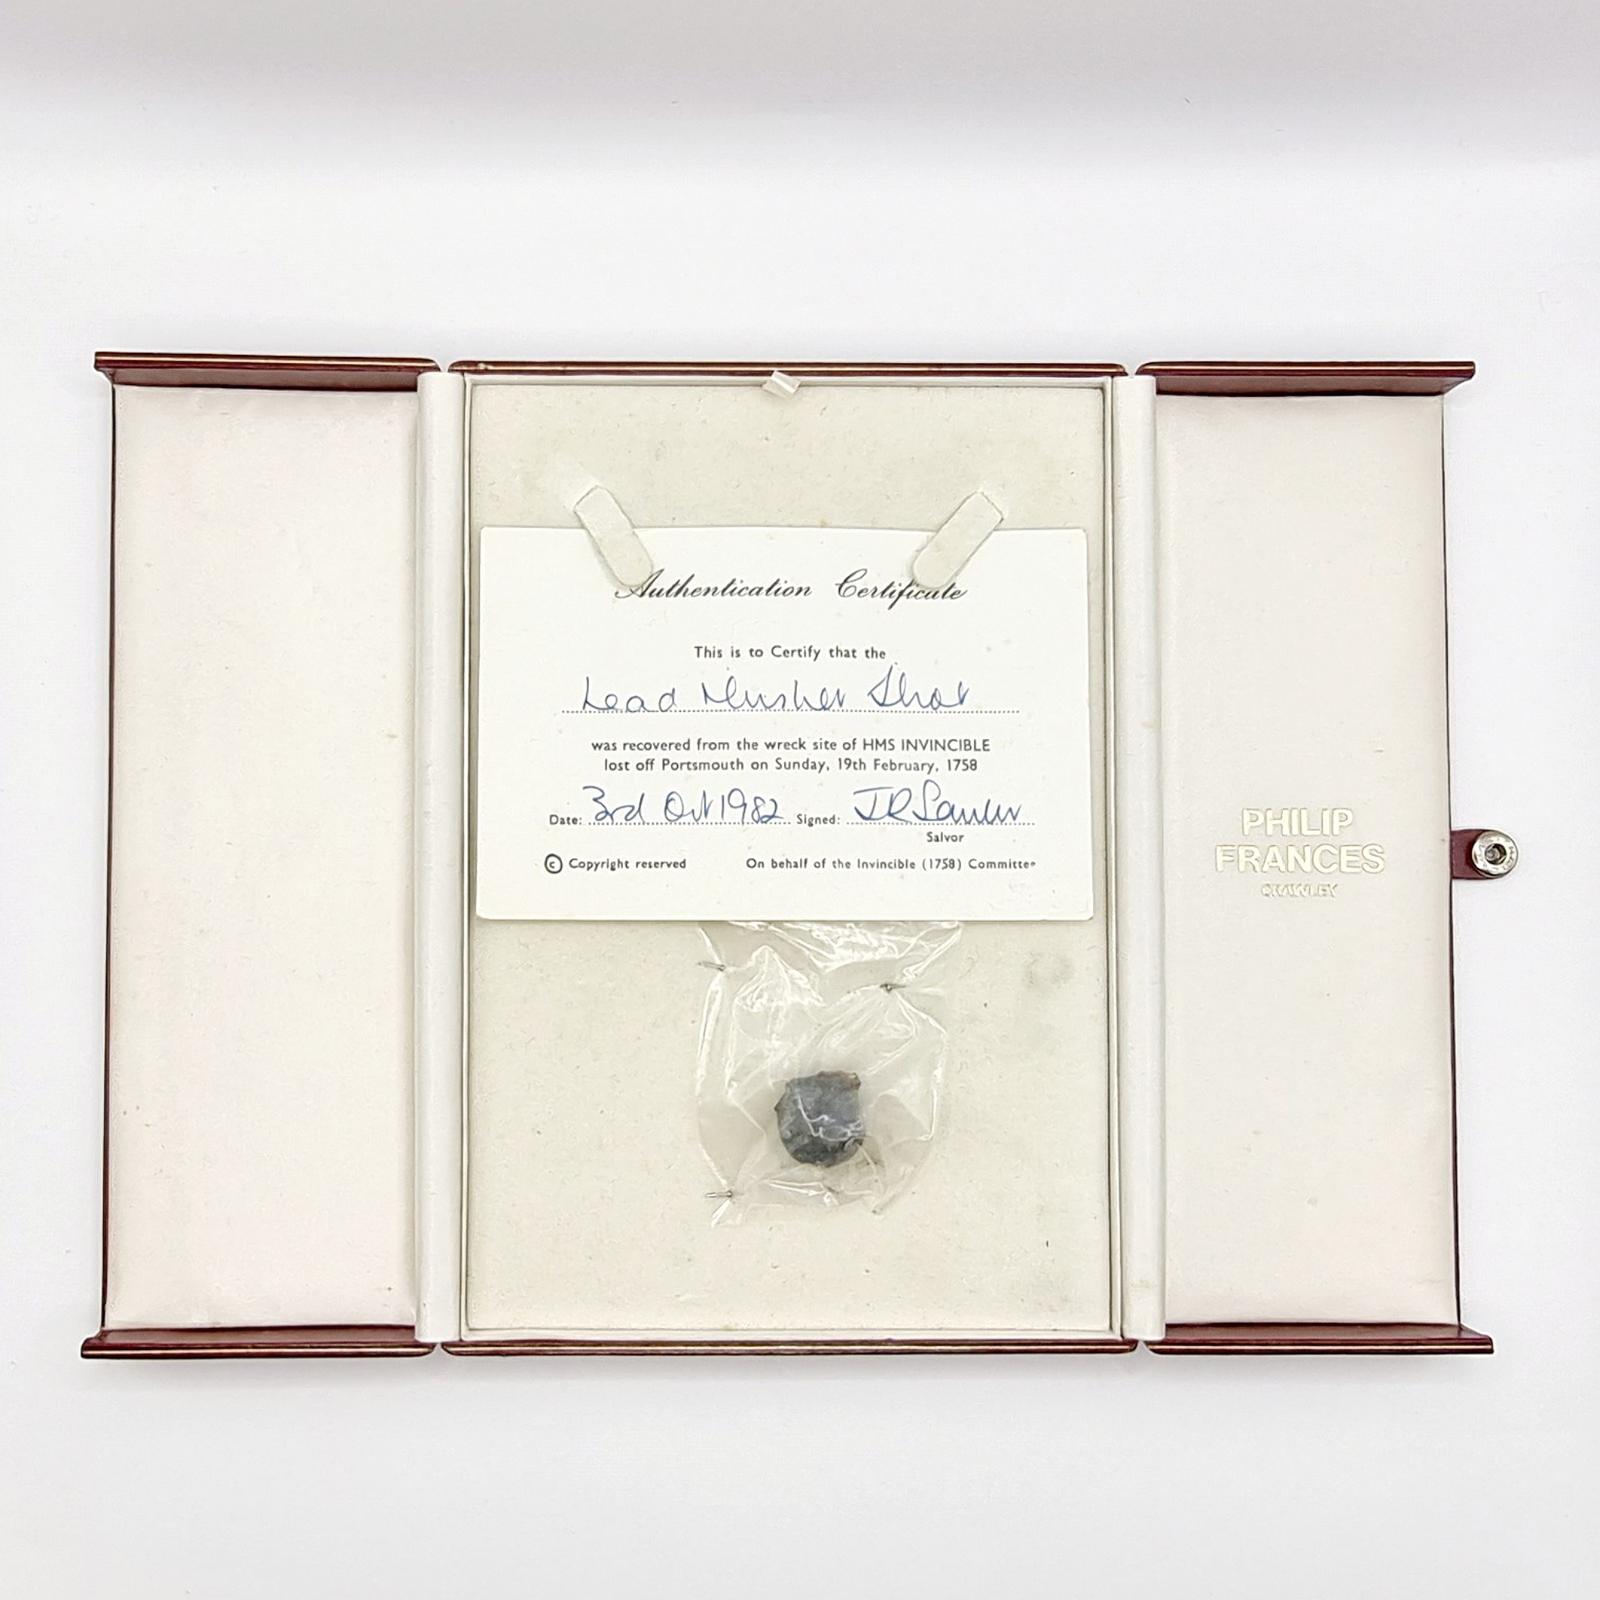 Authentication Certificate
This is to Certify that the
Lead Musket Shot
was recovered from the wreck site of HMS INVINCIBLE
lost off Portsmouth on Sunday, 19th February, 1758
Date: 3rd Oct 1982 Signed:
Salvor
© Copyright reserved On behalf of the Invincible (1758) Committee
PHILIP
FRANCES
CRAWLEY